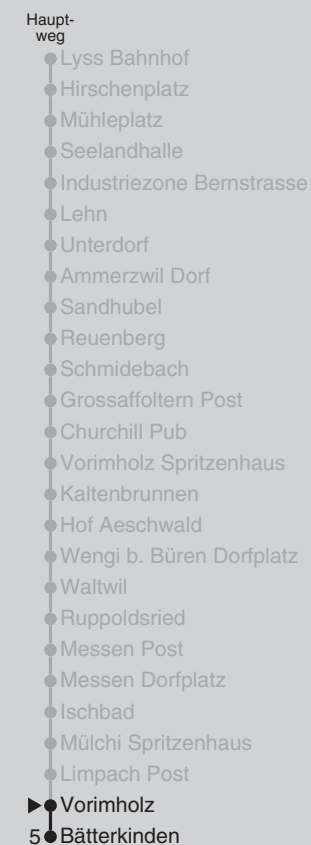 Haupt-
weg
Lyss Bahnhof
Hirschenplatz
Mühleplatz
Seelandhalle
Industriezone Bernstrasse
Lehn
Unterdorf
Ammerzwil Dorf
Sandhubel
Reuenberg
Schmidebach
Grossaffoltern Post
Churchill Pub
Vorimholz Spritzenhaus
Kaltenbrunnen
Hof Aeschwald
Wengi b. Büren Dorfplatz
Waltwil
Ruppoldsried
Messen Post
Messen Dorfplatz
Ischbad
Mülchi Spritzenhaus
Limpach Post
Vorimholz
5 Bätterkinden